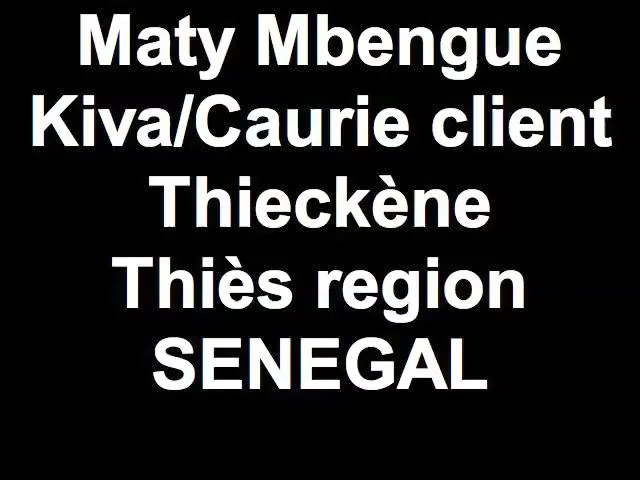 Maty Mbengue
Kiva/Caurie client
Thieckène
Thiès region
SENEGAL